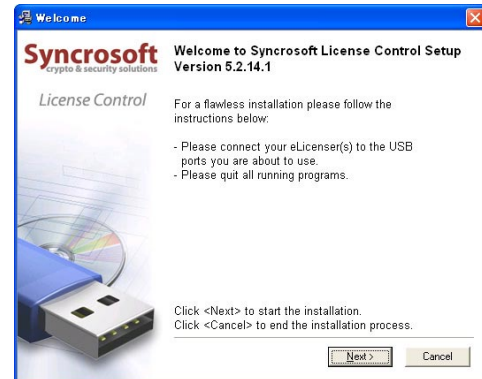 Welcome
Syncrosoft
crypto & security solutions
License Control
Welcome to Syncrosoft License Control Setup
Version 5.2.14.1
For a flawless installation please follow the
instructions below:
- Please connect your eLicenser(s) to the USB
ports you are about to use.
- Please quit all running programs.
Click <Next> to start the installation.
Click <Cancel> to end the installation process.
Next >
Cancel